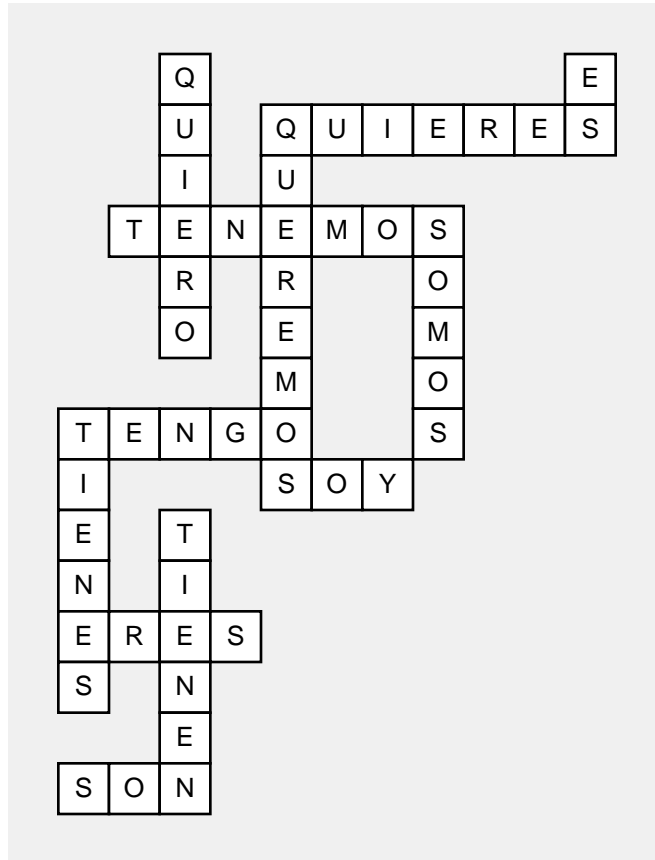 Q E
U QUIERES
I U
TENEMOS
R R O
O E M
M O
TENGO S
I SOY
E T
N I
ERES
S N
E
SON